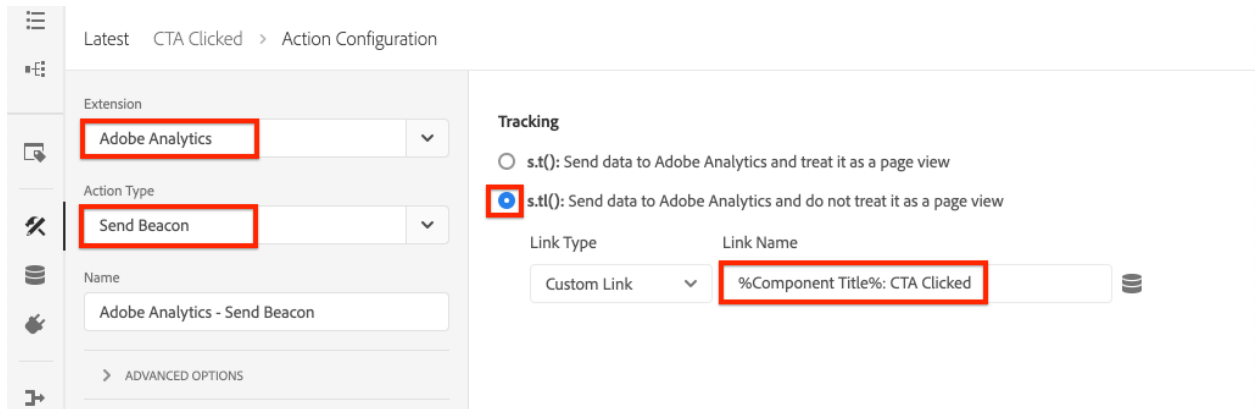 Latest CTA Clicked > Action Configuration
Extension
Adobe Analytics
Action Type
Send Beacon
Name
Adobe Analytics - Send Beacon
> ADVANCED OPTIONS
Tracking
s.t(): Send data to Adobe Analytics and treat it as a page view
s.tl(): Send data to Adobe Analytics and do not treat it as a page view
Link Type Link Name
Custom Link %Component Title%: CTA Clicked